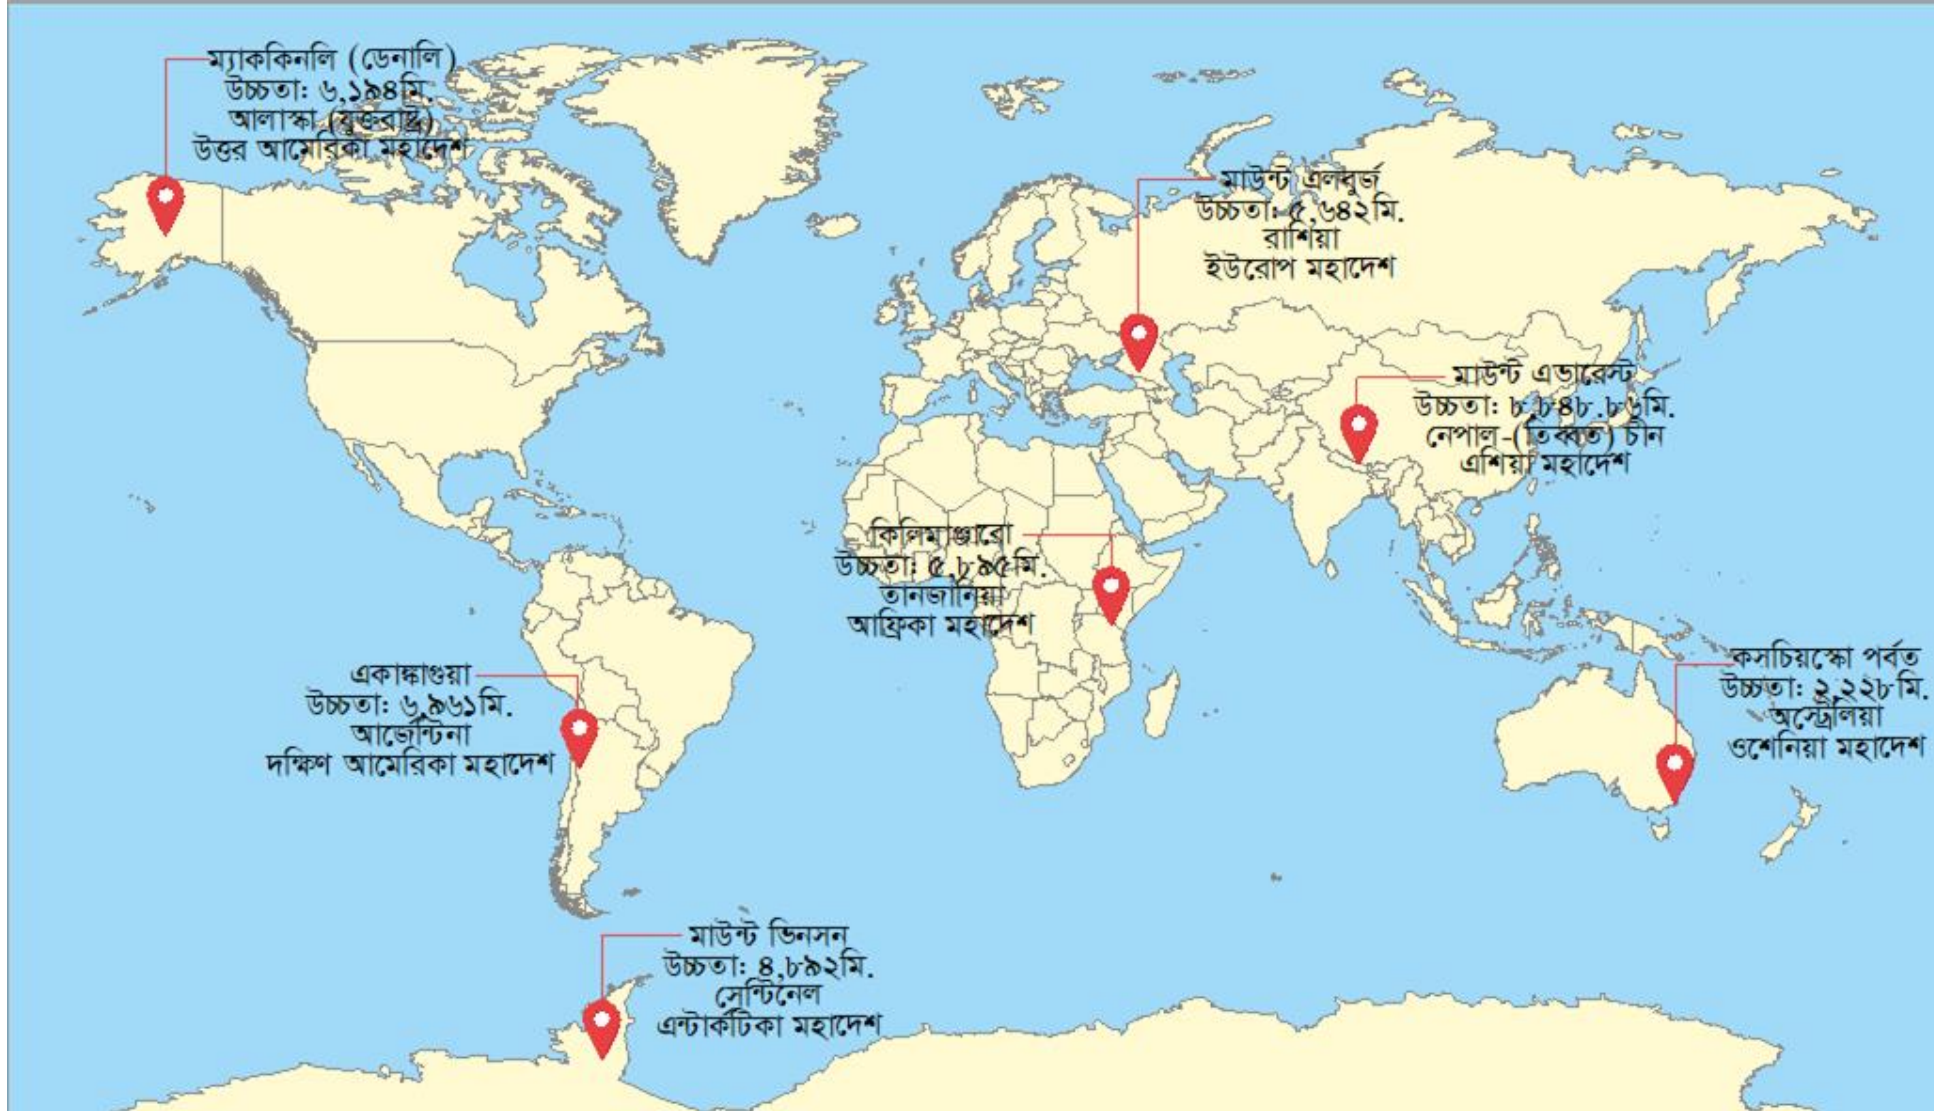 ম্যাককিনলি (ডেনালি)
উচ্চতা: ৬,১৯৪মি.
আলাস্কা (যুক্তরাষ্ট্র)
উত্তর আমেরিকা মহাদেশ
মাউন্ট এলবুর্জ
উচ্চতা: ৫,৬৪২মি.
রাশিয়া
ইউরোপ মহাদেশ
মাউন্ট এভারেস্ট
উচ্চতা: ৮,৮৪৮.৮৬মি.
নেপাল-(তিব্বত) চীন
এশিয়া মহাদেশ
কিলিমাঞ্জারো
উচ্চতা: ৫,৮৯৫মি.
তানজানিয়া
আফ্রিকা মহাদেশ
একাঙ্কাগুয়া
উচ্চতা: ৬,৯৬১মি.
আর্জেন্টিনা
দক্ষিণ আমেরিকা মহাদেশ
কসচিয়স্কো পর্বত
উচ্চতা: ২,২২৮মি.
অস্ট্রেলিয়া
ওশেনিয়া মহাদেশ
মাউন্ট ভিনসন
উচ্চতা: ৪,৮৯২মি.
সেন্টিনেল
এন্টার্কটিকা মহাদেশ